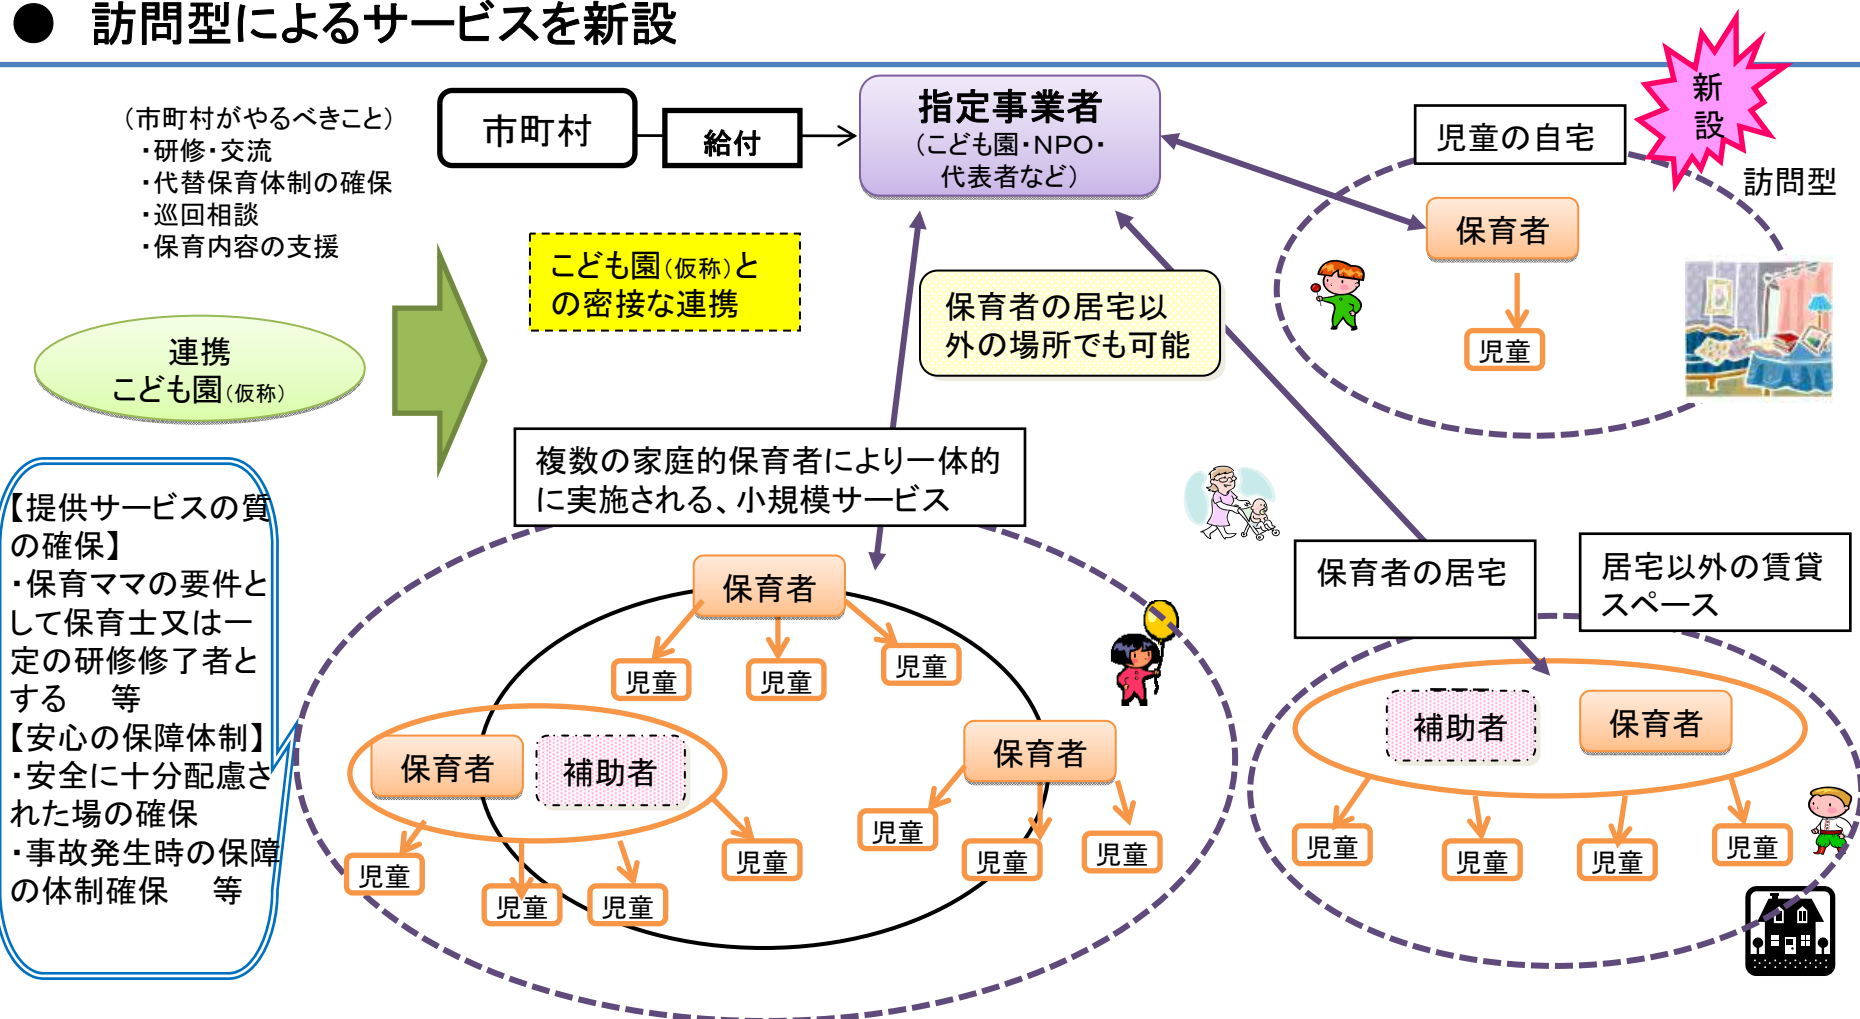 ● 訪問型によるサービスを新設
（市町村がやるべきこと）
・研修・交流
・代替保育体制の確保
・巡回相談
・保育内容の支援
市町村
給付
指定事業者
（こども園・NPO・
代表者など）
児童の自宅
新
設
訪問型
保育者
児童
こども園（仮称）と
の密接な連携
保育者の居宅以
外の場所でも可能
連携
こども園（仮称）
複数の家庭的保育者により一体的
に実施される、小規模サービス
【提供サービスの質
の確保】
・保育ママの要件と
して保育士又は一
定の研修修了者と
する　等
【安心の保障体制】
・安全に十分配慮さ
れた場の確保
・事故発生時の保障
の体制確保　等
保育者
児童
児童
児童
保育者
補助者
児童
児童
児童
児童
保育者
児童
児童
児童
保育者の居宅
居宅以外の賃貸
スペース
補助者
保育者
児童
児童
児童
児童